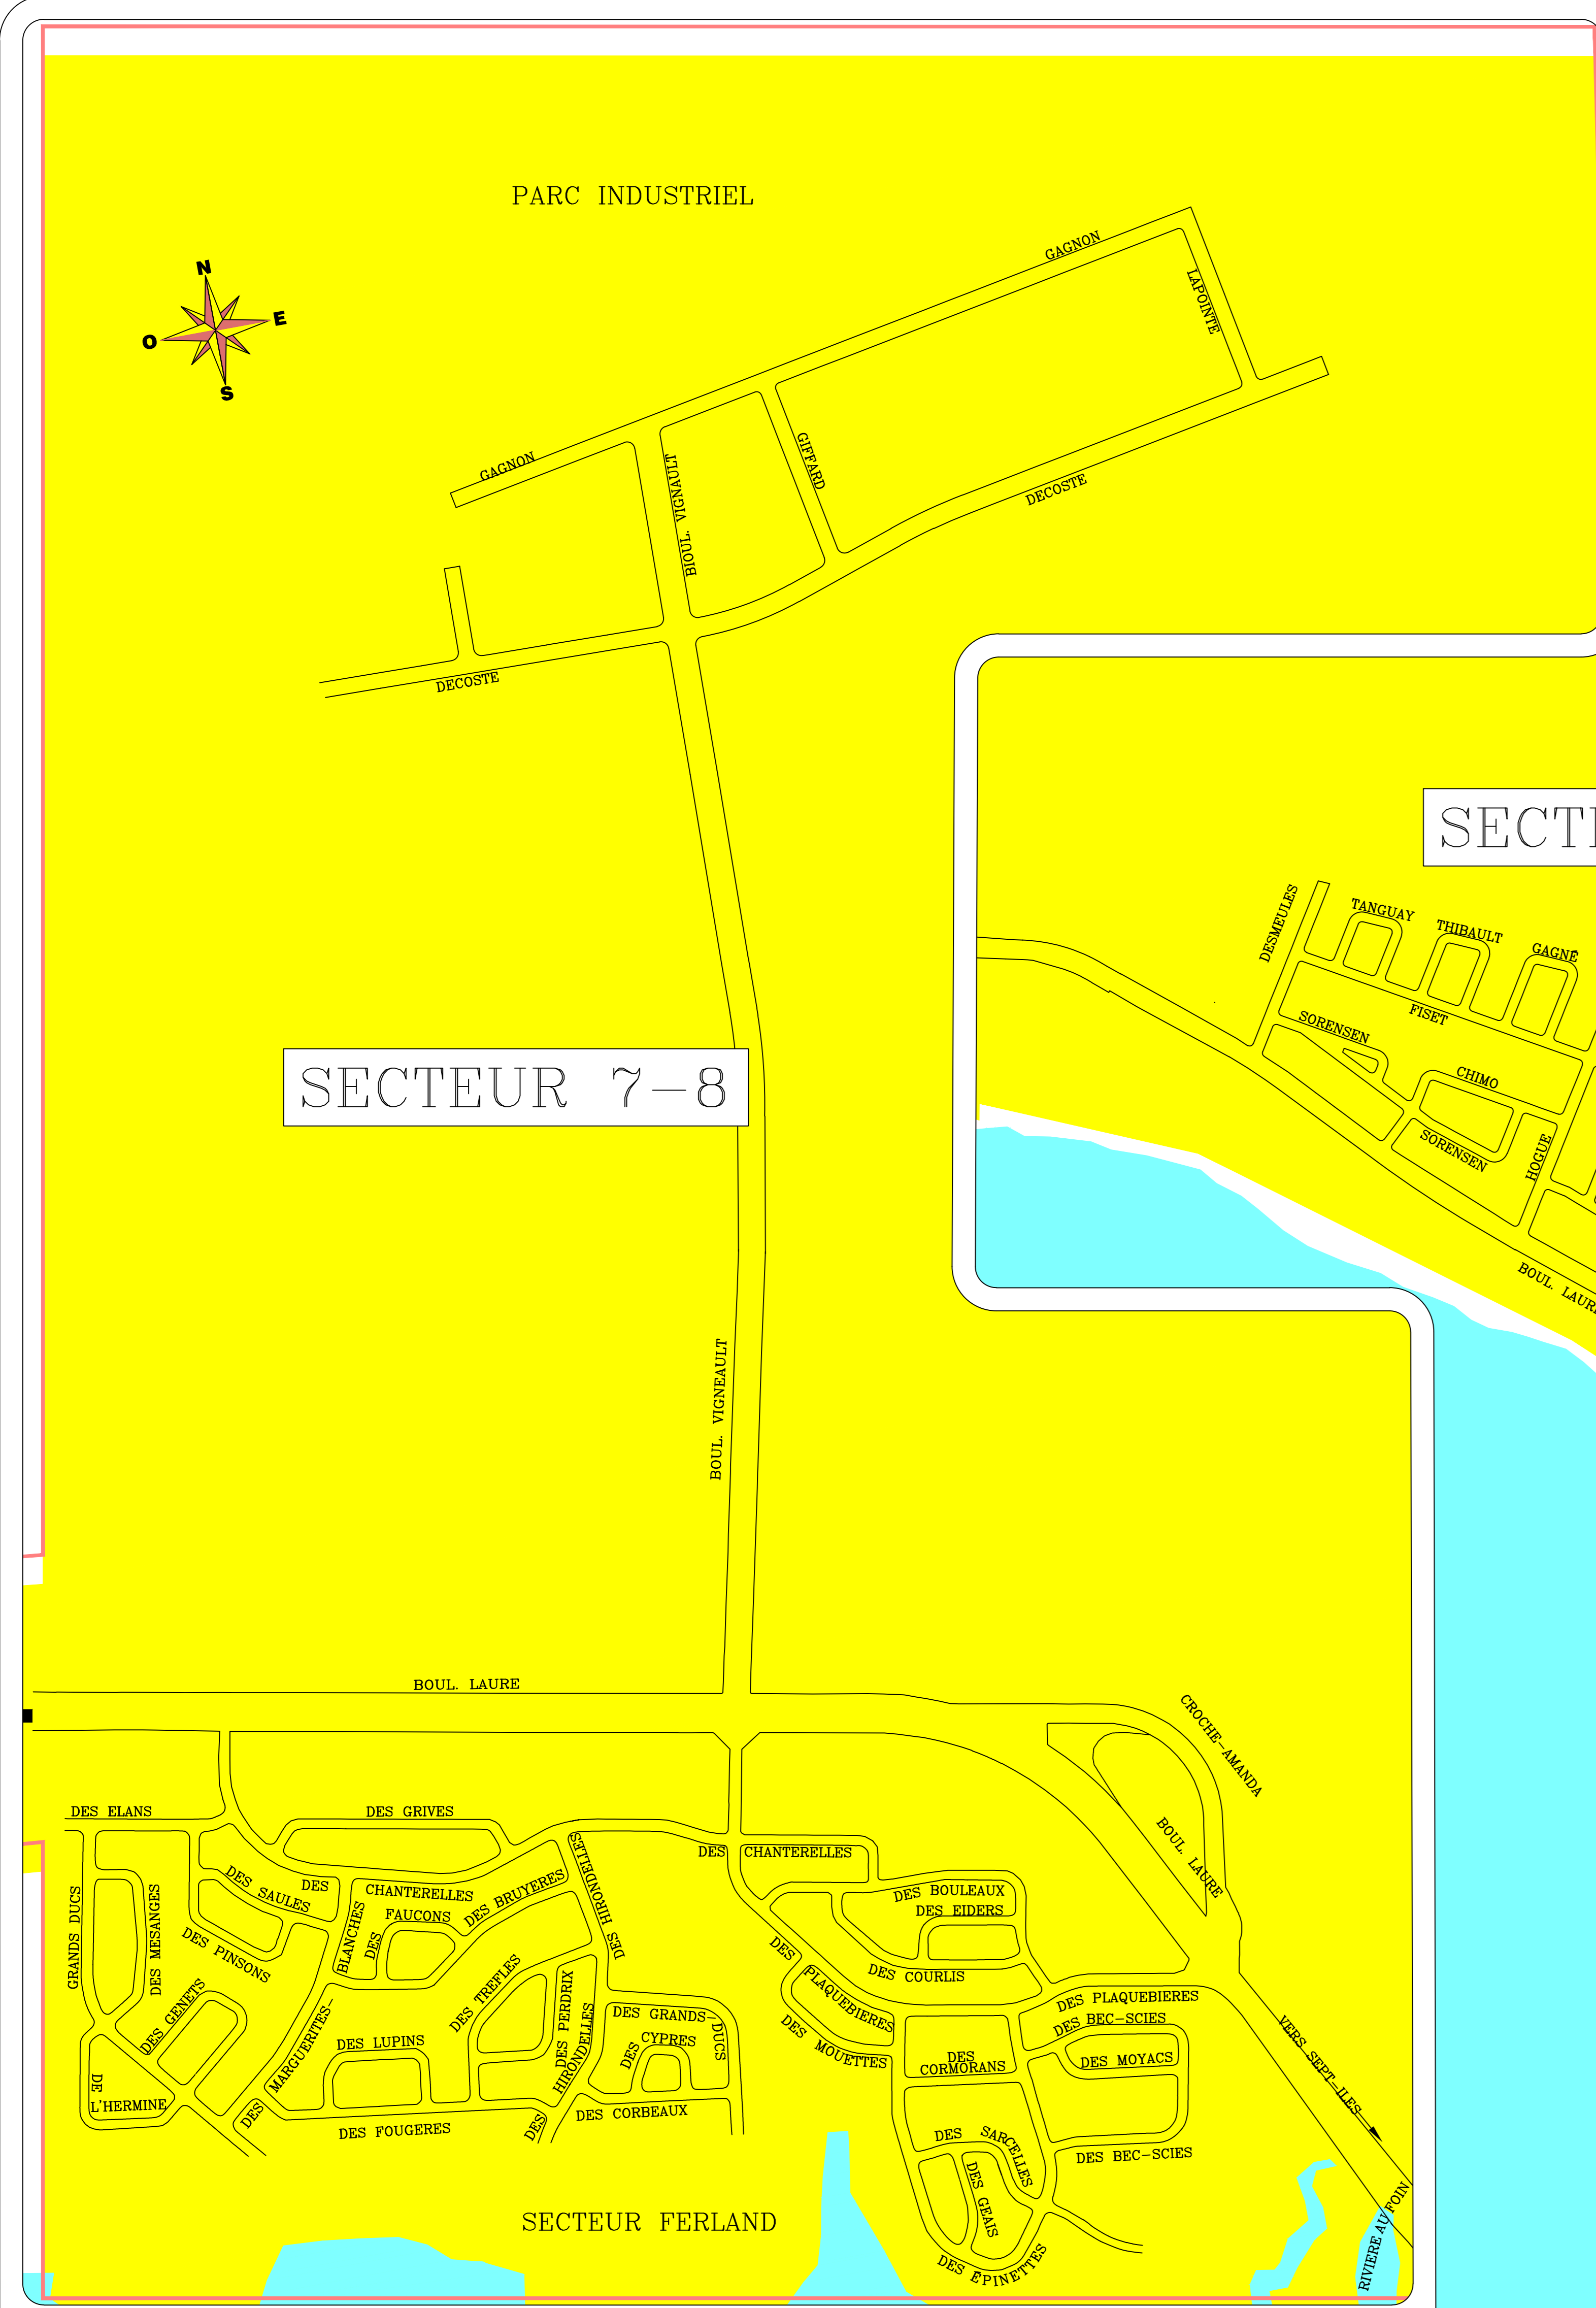 PARC INDUSTRIEL
N
E
O
S
GAGNON
LAPOINTE
GAGNON
BIOUL. VIGNAULT
GIFFARD
DECOSTE
DECOSTE
SECT
DESMEULES
TANGUAY
THIBAULT
GAGNÉ
FISET
SORENSEN
CHIMO
SORENSEN
HOGUE
BOUL. LAURE
SECTEUR 7-8
BOUL. VIGNEAULT
BOUL. LAURE
CROCHE-AMANDA
BOUL. LAURE
DES ELANS
DES GRIVES
DES CHANTERELLES
DES HIRONDELLES
GRANDS DUCS
DES MESANGES
DES SAULES
DES
CHANTERELLES
DES BRUYERES
BLANCHES
DES
FAUCONS
DES PINSONS
DES BOULEAUX
DES EIDERS
DES COURLIS
DES
PLAQUEBIERES
DES PLAQUEBIERES
DES GENETS
MARGUERITES-
DES
DES LUPINS
DES TREFLES
DES PERDRIX
HIRONDELLES
DES
DES GRANDS-
DUCS
DES
CYPRES
DES MOUETTES
DES
CORMORANS
DES BEC-SCIES
DES MOYACS
VERS SEPT-ILES
DE
L'HERMINE
DES FOUGERES
DES CORBEAUX
DES SARCELLES
DES BEC-SCIES
DES GEAIS
DES ÉPINETTES
SECTEUR FERLAND
RIVIERE AU FOIN